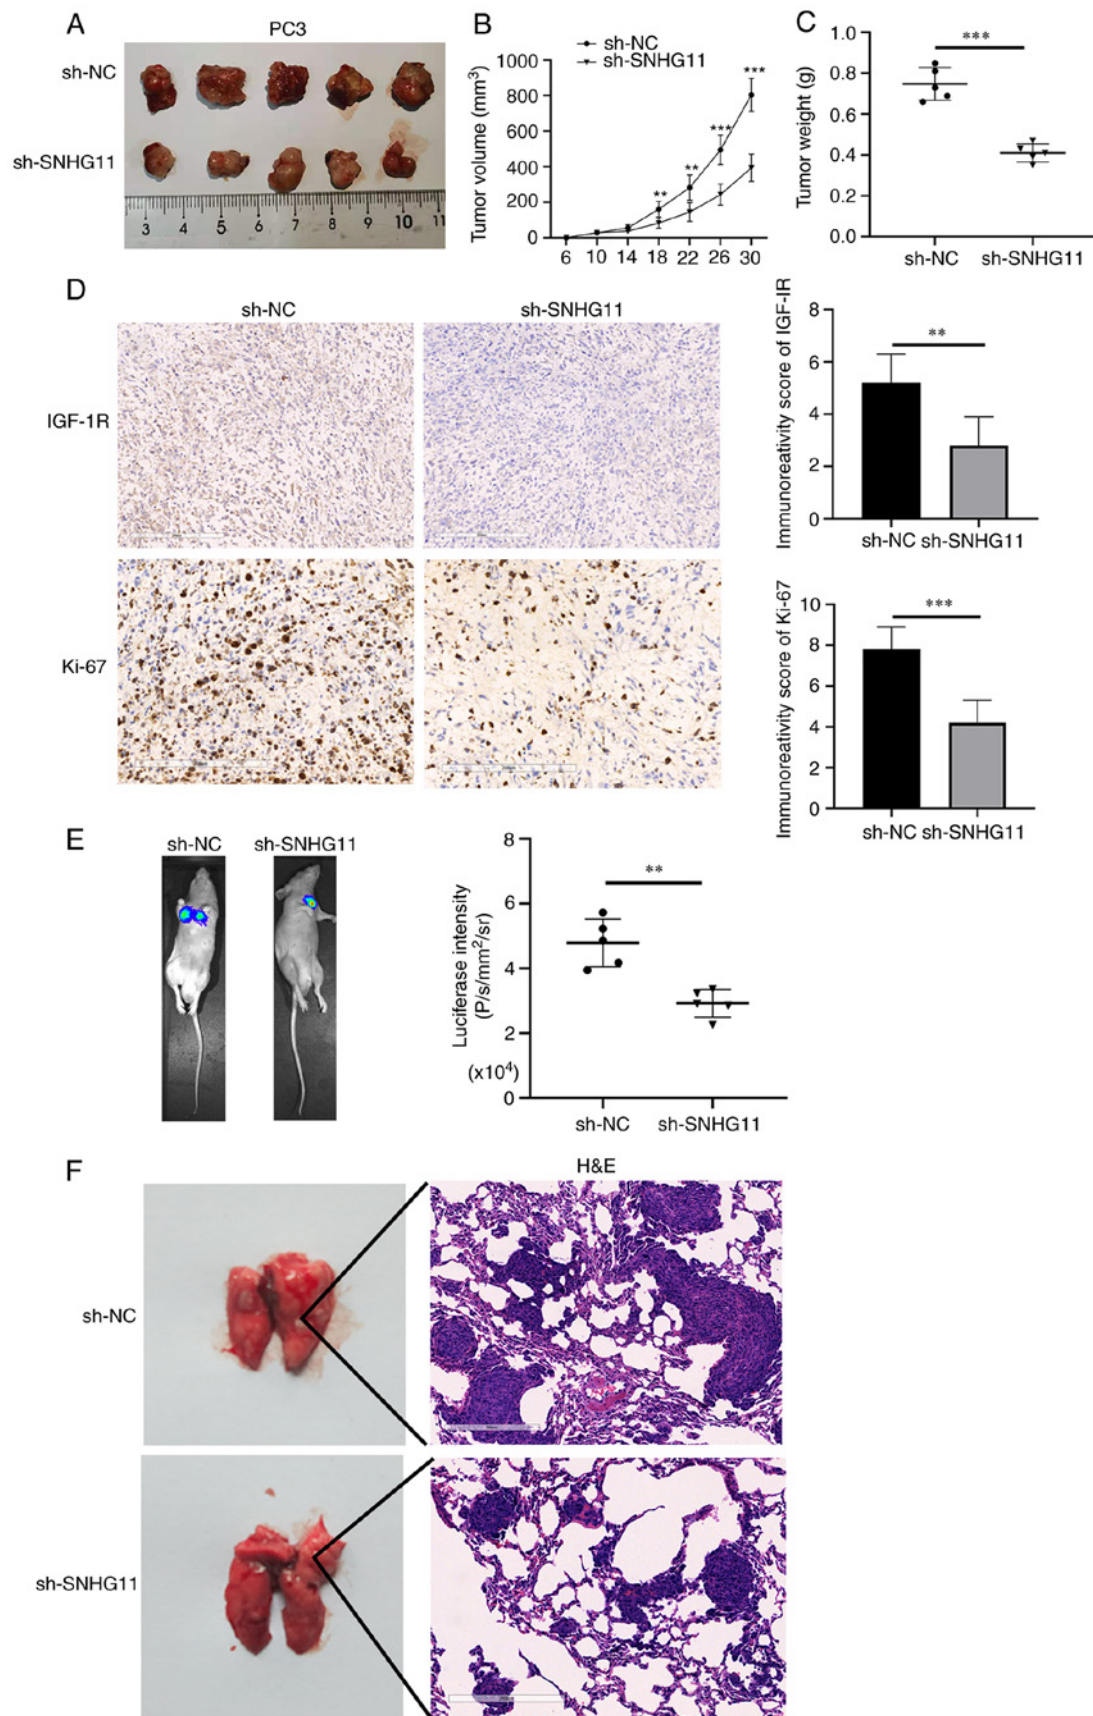 A
PC3
sh-NC
sh-SNHG11
3 4 5 6 7 8 9 10 11
B
sh-NC
sh-SNHG11
Tumor volume (mm³)
1000
800
600
400
200
0
** ** *** ***
6 10 14 18 22 26 30
C
Tumor weight (g)
1.0
0.8
0.6
0.4
0.2
0.0
***
sh-NC sh-SNHG11
D
sh-NC sh-SNHG11
IGF-1R
Ki-67
Immunoreativity score of IGF-IR
8
6
4
2
0
**
sh-NC sh-SNHG11
Immunoreativity score of Ki-67
10
8
6
4
2
0
***
sh-NC sh-SNHG11
E
sh-NC sh-SNHG11
Luciferase intensity
(P/s/mm²/sr)
(x10⁴)
8
6
4
2
0
**
sh-NC sh-SNHG11
F
H&E
sh-NC
sh-SNHG11